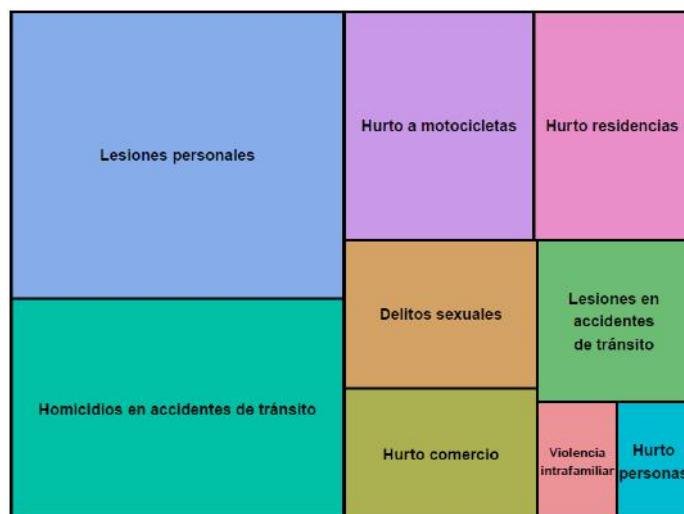 Lesiones personales
Hurto a motocicletas
Hurto residencias
Homicidios en accidentes de tránsito
Delitos sexuales
Lesiones en
accidentes
de tránsito
Hurto comercio
Violencia
intrafamiliar
Hurto
personas